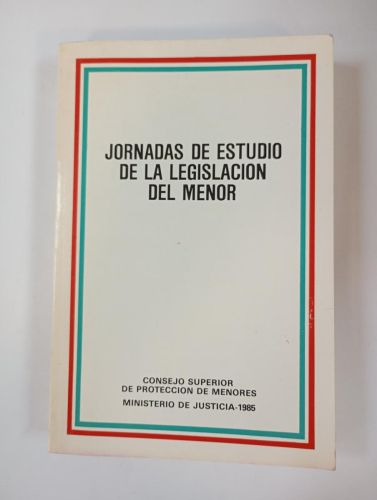 JORNADAS DE ESTUDIO
DE LA LEGISLACION
DEL MENOR
CONSEJO SUPERIOR
DE PROTECCION DE MENORES
MINISTERIO DE JUSTICIA-1985